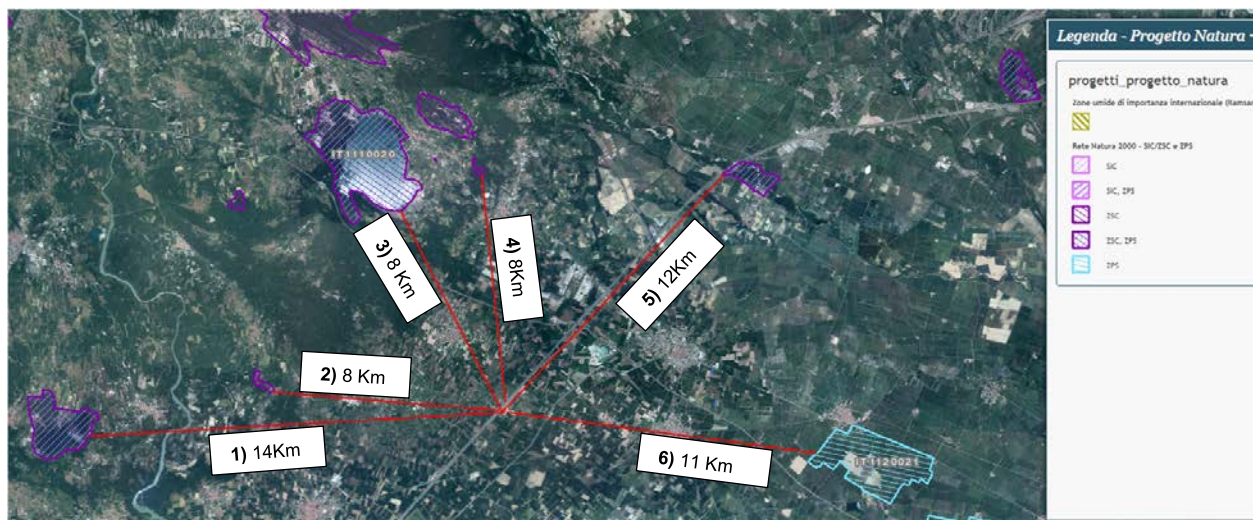 Legenda - Progetto Natura -
progetti_progetto_natura
Zone umide di importanza internazionale (Ramsar
Rete Natura 2000 - SIC/ZSC e ZPS
SIC
SIC, ZPS
ZSC
ZSC, ZPS
ZPS
IT1110020
3) 8 Km
4) 8Km
5) 12Km
2) 8 Km
1) 14Km
6) 11 Km
IT1120021